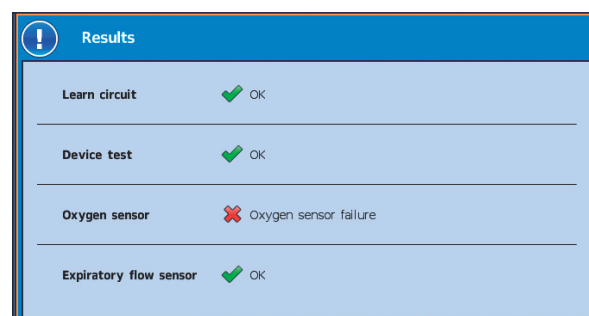 Results
Learn circuit OK
Device test OK
Oxygen sensor Oxygen sensor failure
Expiratory flow sensor OK